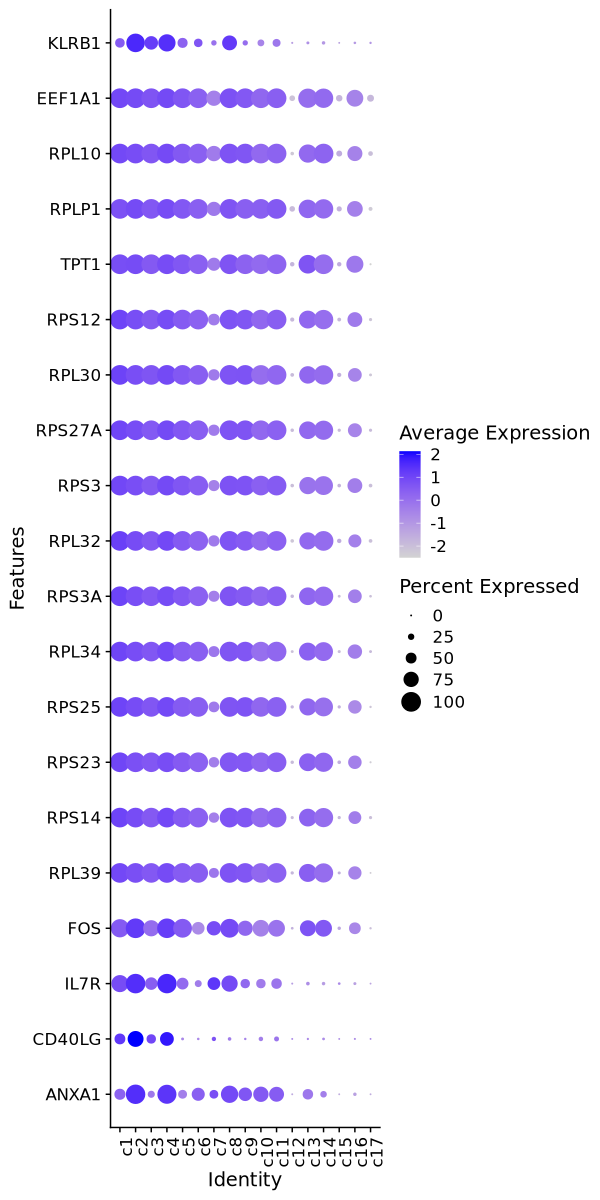 KLRB1
EEF1A1
RPL10
RPLP1
TPT1
RPS12
RPL30
RPS27A
RPS3
RPL32
RPS3A
RPL34
RPS25
RPS23
RPS14
RPL39
FOS
IL7R
CD40LG
ANXA1
Features
c1 c2 c3 c4 c5 c6 c7 c8 c9 c10 c11 c12 c13 c14 c15 c16 c17
Identity
Average Expression
2
1
0
-1
-2
Percent Expressed
0
25
50
75
100